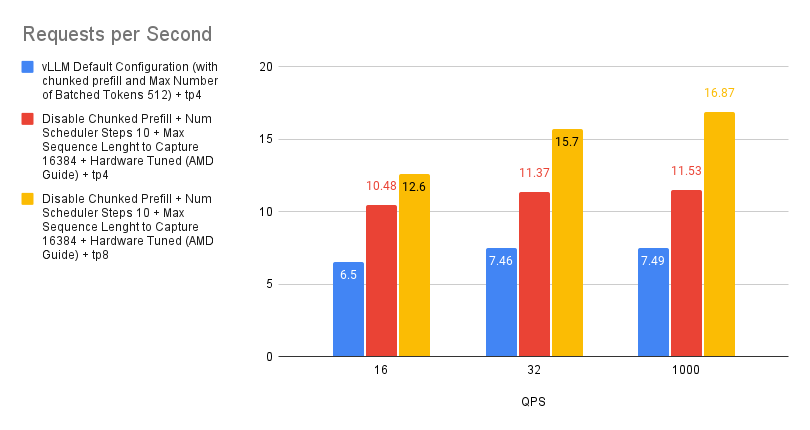 Requests per Second
vLLM Default Configuration (with
chunked prefill and Max Number
of Batched Tokens 512) + tp4
Disable Chunked Prefill + Num
Scheduler Steps 10 + Max
Sequence Lenght to Capture
16384 + Hardware Tuned (AMD
Guide) + tp4
Disable Chunked Prefill + Num
Scheduler Steps 10 + Max
Sequence Lenght to Capture
16384 + Hardware Tuned (AMD
Guide) + tp8
20
15
10
5
0
6.5
10.48
12.6
7.46
11.37
15.7
7.49
11.53
16.87
16
32
1000
QPS